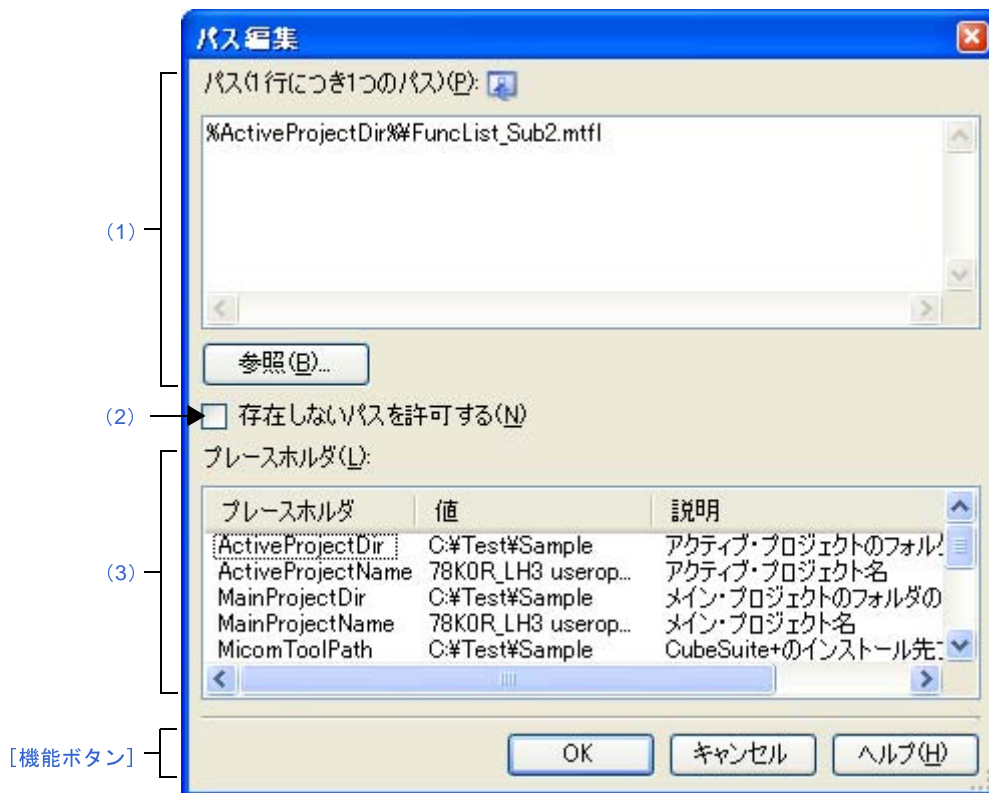 パス編集
パス(1行につき1つのパス)(P):
%ActiveProjectDir%¥FuncList_Sub2.mtfl
(1)
参照(B)...
(2)
存在しないパスを許可する(N)
プレースホルダ(L):
プレースホルダ 値 説明
ActiveProjectDir C:¥Test¥Sample アクティブ・プロジェクトのフォル
ActiveProjectName 78K0R_LH3 userop... アクティブ・プロジェクト名
(3)
MainProjectDir C:¥Test¥Sample メイン・プロジェクトのフォルダの
MainProjectName 78K0R_LH3 userop... メイン・プロジェクト名
MicomToolPath C:¥Test¥Sample CubeSuite+のインストール先
[機能ボタン]
OK キャンセル ヘルプ(H)